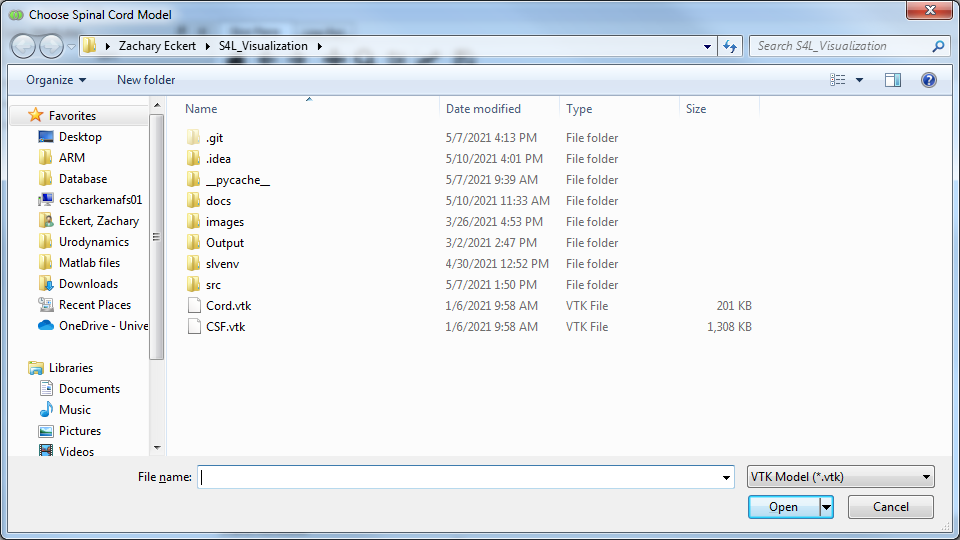 Choose Spinal Cord Model
Zachary Eckert S4L_Visualization
Search S4L_Visualization
Organize New folder
Favorites
Desktop
ARM
Database
cscharkemafs01
Eckert, Zachary
Urodynamics
Matlab files
Downloads
Recent Places
OneDrive - Unive
Libraries
Documents
Music
Pictures
Videos
Name Date modified Type Size
.git 5/7/2021 4:13 PM File folder
.idea 5/10/2021 4:01 PM File folder
__pycache__ 5/7/2021 9:39 AM File folder
docs 5/10/2021 11:33 AM File folder
images 3/26/2021 4:53 PM File folder
Output 3/2/2021 2:47 PM File folder
slvenv 4/30/2021 12:52 PM File folder
src 5/7/2021 1:50 PM File folder
Cord.vtk 1/6/2021 9:58 AM VTK File 201 KB
CSF.vtk 1/6/2021 9:58 AM VTK File 1,308 KB
File name: VTK Model (*.vtk)
Open Cancel